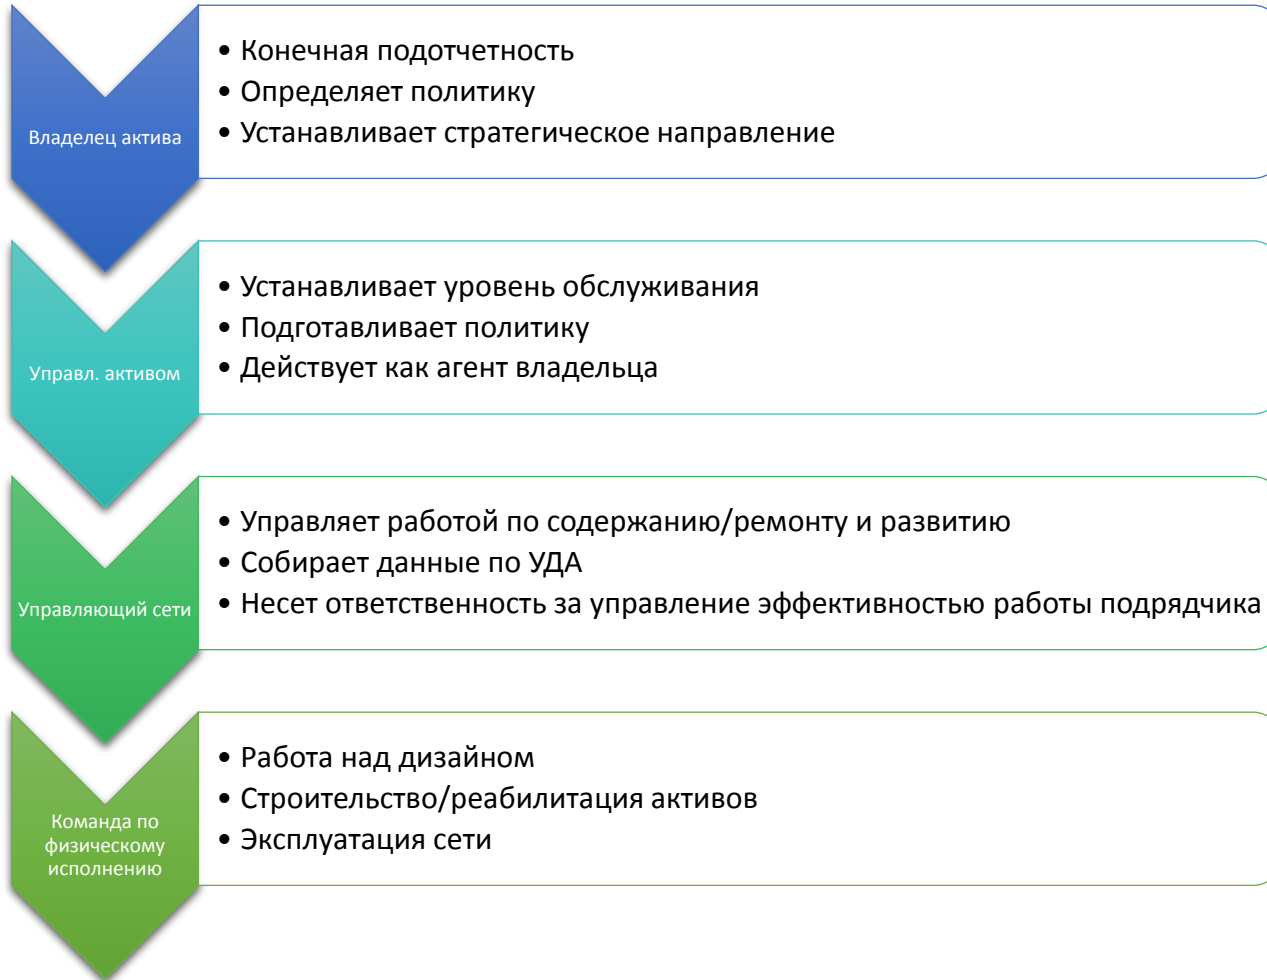 Владелец актива
• Конечная подотчетность
• Определяет политику
• Устанавливает стратегическое направление
Управл. активом
• Устанавливает уровень обслуживания
• Подготавливает политику
• Действует как агент владельца
Управляющий сети
• Управляет работой по содержанию/ремонту и развитию
• Собирает данные по УДА
• Несет ответственность за управление эффективностью работы подрядчика
Команда по
физическому
исполнению
• Работа над дизайном
• Строительство/реабилитация активов
• Эксплуатация сети